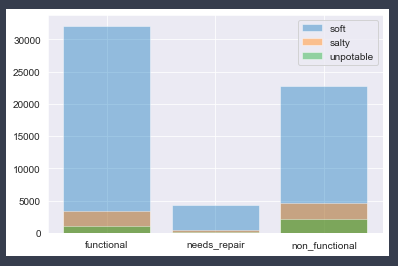 30000
25000
20000
15000
10000
5000
0
soft
salty
unpotable
functional
needs_repair
non_functional